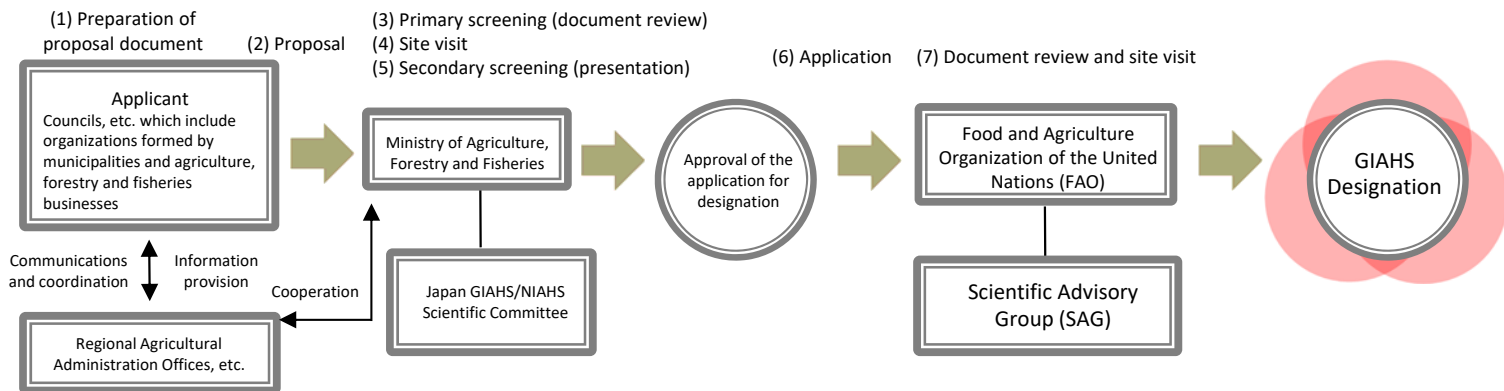 (1) Preparation of
proposal document
(2) Proposal
(3) Primary screening (document review)
(4) Site visit
(5) Secondary screening (presentation)
(6) Application
(7) Document review and site visit
Applicant
Councils, etc. which include
organizations formed by
municipalities and agriculture,
forestry and fisheries
businesses
Ministry of Agriculture,
Forestry and Fisheries
Approval of the
application for
designation
Food and Agriculture
Organization of the United
Nations (FAO)
GIAHS
Designation
Communications
and coordination
Information
provision
Cooperation
Japan GIAHS/NIAHS
Scientific Committee
Scientific Advisory
Group (SAG)
Regional Agricultural
Administration Offices, etc.